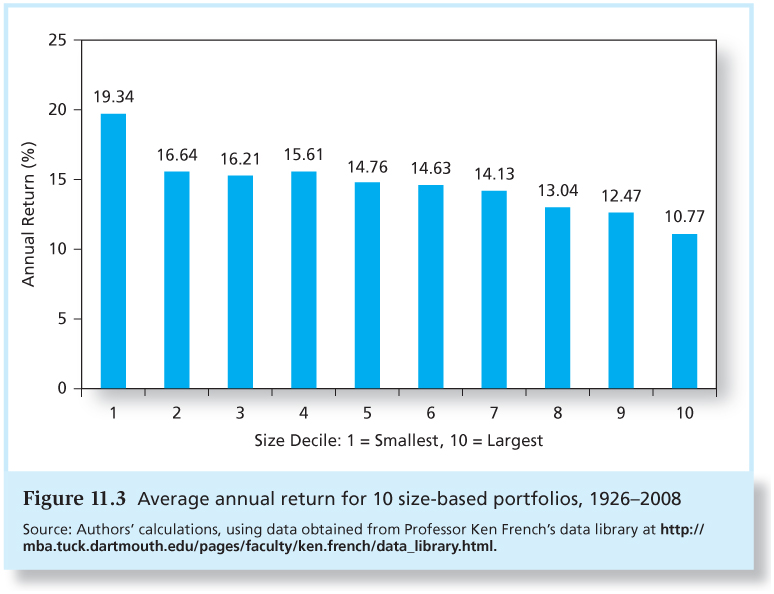 25
20
15
10
5
0
Annual Return (%)
19.34
16.64
16.21
15.61
14.76
14.63
14.13
13.04
12.47
10.77
1 2 3 4 5 6 7 8 9 10
Size Decile: 1 = Smallest, 10 = Largest
Figure 11.3 Average annual return for 10 size-based portfolios, 1926–2008
Source: Authors’ calculations, using data obtained from Professor Ken French’s data library at http://
mba.tuck.dartmouth.edu/pages/faculty/ken.french/data_library.html.